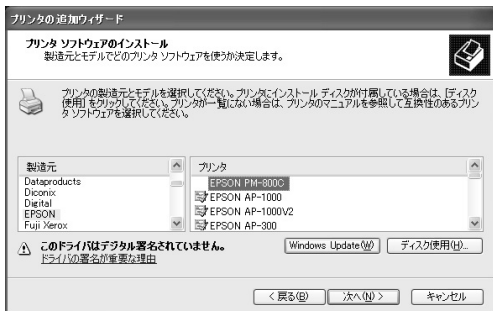 プリンタの追加ウィザード
プリンタ ソフトウェアのインストール
製造元とモデルでどのプリンタ ソフトウェアを使うか決定します。
プリンタの製造元とモデルを選択してください。プリンタにインストール ディスクが付属している場合は、[ディスク
使用] をクリックしてください。プリンタが一覧にない場合は、プリンタのマニュアルを参照して互換性のあるプリン
タ ソフトウェアを選択してください。
製造元
Dataproducts
Diconix
Digital
EPSON
Fuji Xerox
プリンタ
EPSON PM-800C
EPSON AP-1000
EPSON AP-1000V2
EPSON AP-300
このドライバはデジタル署名されていません。
ドライバの署名が重要な理由
Windows Update(W)
ディスク使用(H)...
< 戻る(B)
次へ(N) >
キャンセル